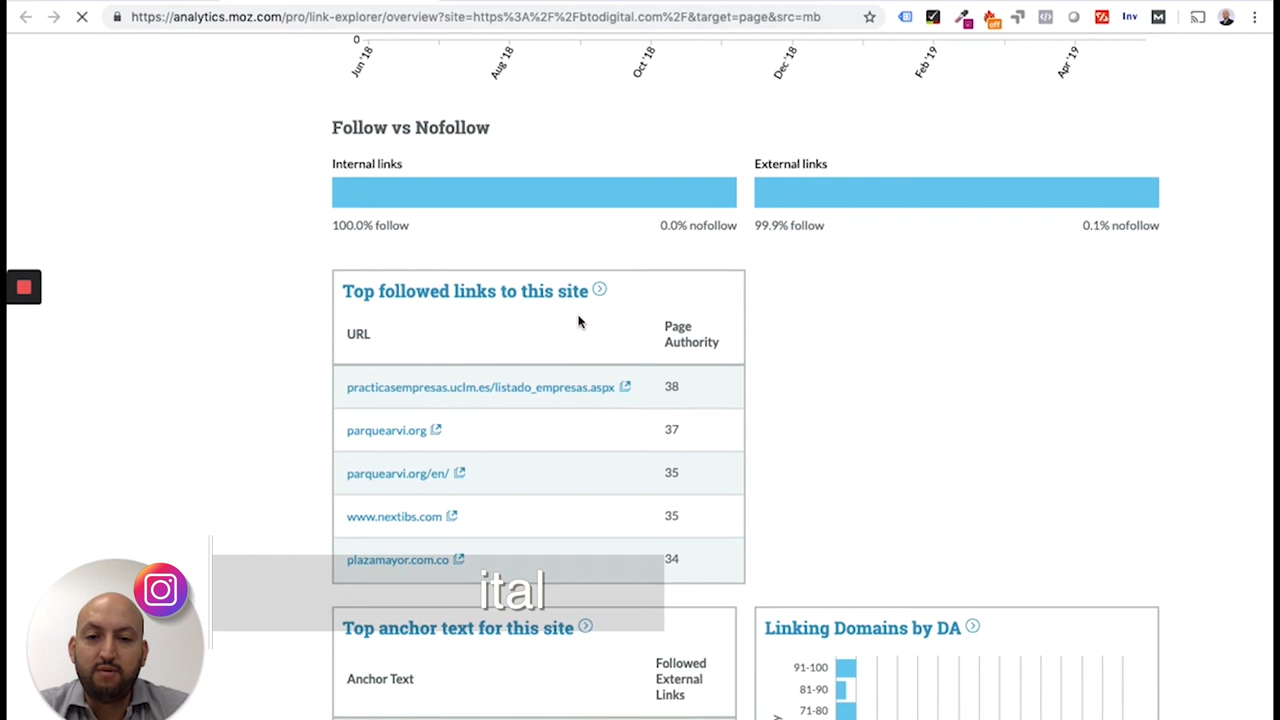 https://analytics.moz.com/pro/link-explorer/overview?site=https%3A%2F%2Fbtodigital.com%2F&target=page&src=mb
off
Inv
M
0
Jun '18
Aug '18
Oct '18
Dec '18
Feb '19
Apr '19
Follow vs Nofollow
Internal links
External links
100.0% follow
0.0% nofollow
99.9% follow
0.1% nofollow
Top followed links to this site
URL
Page
Authority
practicasempresas.uclm.es/listado_empresas.aspx
38
parquearvi.org
37
parquearvi.org/en/
35
www.nextibs.com
35
plazamayor.com.co
34
ital
Top anchor text for this site
Linking Domains by DA
Anchor Text
Followed
External
Links
91-100
81-90
71-80